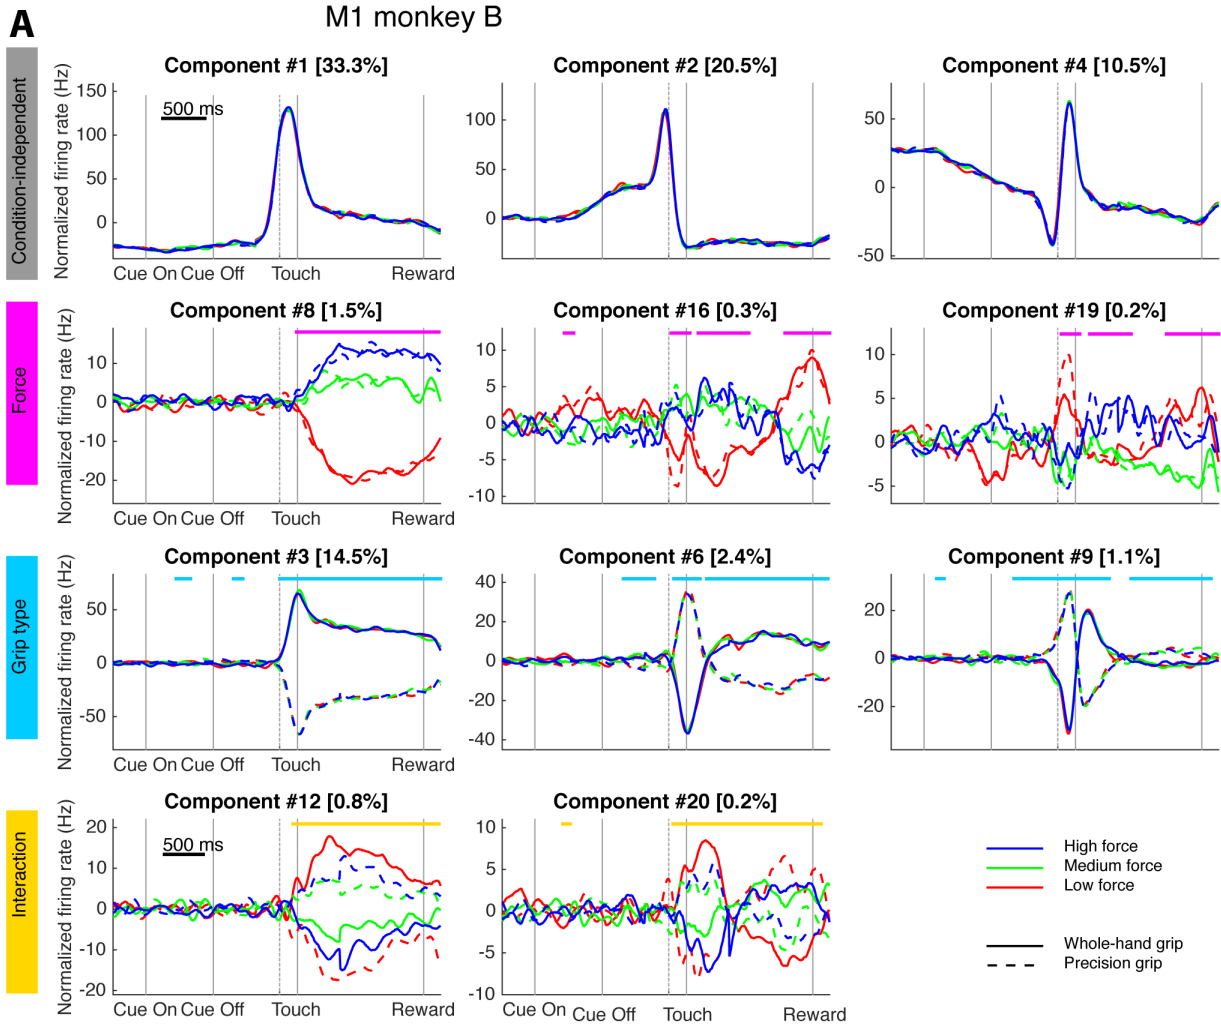 A
M1 monkey B
Condition-independent
Normalized firing rate (Hz)
Component #1 [33.3%]
150
100
50
0
500 ms
Cue On Cue Off Touch Reward
Component #2 [20.5%]
100
50
0
Component #4 [10.5%]
50
0
-50
Force
Normalized firing rate (Hz)
Component #8 [1.5%]
10
0
-10
-20
Cue On Cue Off Touch Reward
Component #16 [0.3%]
10
5
0
-5
-10
Component #19 [0.2%]
10
5
0
-5
Grip type
Normalized firing rate (Hz)
Component #3 [14.5%]
50
0
-50
Cue On Cue Off Touch Reward
Component #6 [2.4%]
40
20
0
-20
-40
Component #9 [1.1%]
20
0
-20
Interaction
Normalized firing rate (Hz)
Component #12 [0.8%]
20
10
0
-10
-20
500 ms
Cue On Cue Off Touch Reward
Component #20 [0.2%]
10
5
0
-5
-10
Cue On Cue Off Touch Reward
High force
Medium force
Low force
Whole-hand grip
Precision grip